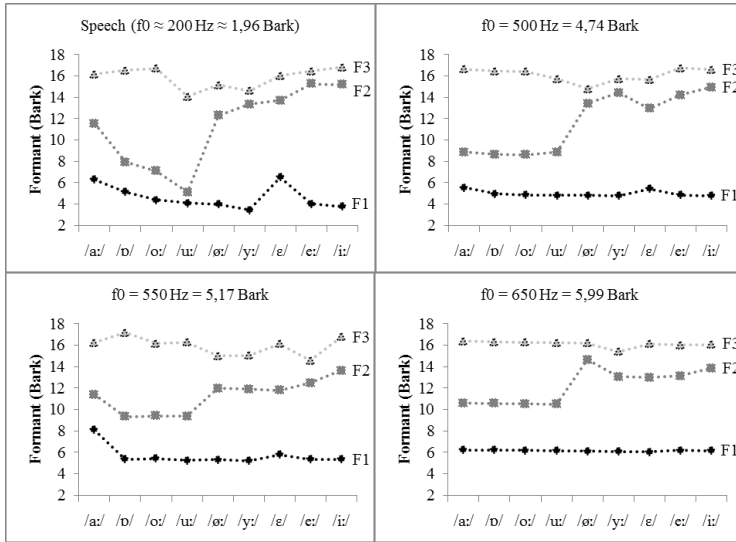 Speech (f0 ≈ 200 Hz ≈ 1,96 Bark)
Formant (Bark)
18
16
14
12
10
8
6
4
2
F3
F2
F1
/aː/ /ɒ/ /oː/ /uː/ /øː/ /yː/ /ɛ/ /eː/ /iː/
f0 = 500 Hz = 4,74 Bark
Formant (Bark)
18
16
14
12
10
8
6
4
2
F3
F2
F1
/aː/ /ɒ/ /oː/ /uː/ /øː/ /yː/ /ɛ/ /eː/ /iː/
f0 = 550 Hz = 5,17 Bark
Formant (Bark)
18
16
14
12
10
8
6
4
2
F3
F2
F1
/aː/ /ɒ/ /oː/ /uː/ /øː/ /yː/ /ɛ/ /eː/ /iː/
f0 = 650 Hz = 5,99 Bark
Formant (Bark)
18
16
14
12
10
8
6
4
2
F3
F2
F1
/aː/ /ɒ/ /oː/ /uː/ /øː/ /yː/ /ɛ/ /eː/ /iː/